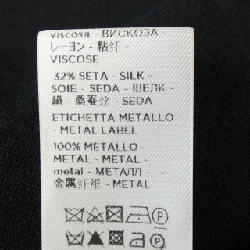 viscose - ВИСКОЗА
レーヨン - 粘纤 -
VISCOSE
32% SETA - SILK -
SOIE - SEDA - ШЕЛК -
絹 - 桑蚕丝 - SEDA
ETICHETTA METALLO
- METAL LABEL
100% METALLO
METAL - METAL -
metal - МЕТАЛЛ -
金属纤维 - METAL
P
P